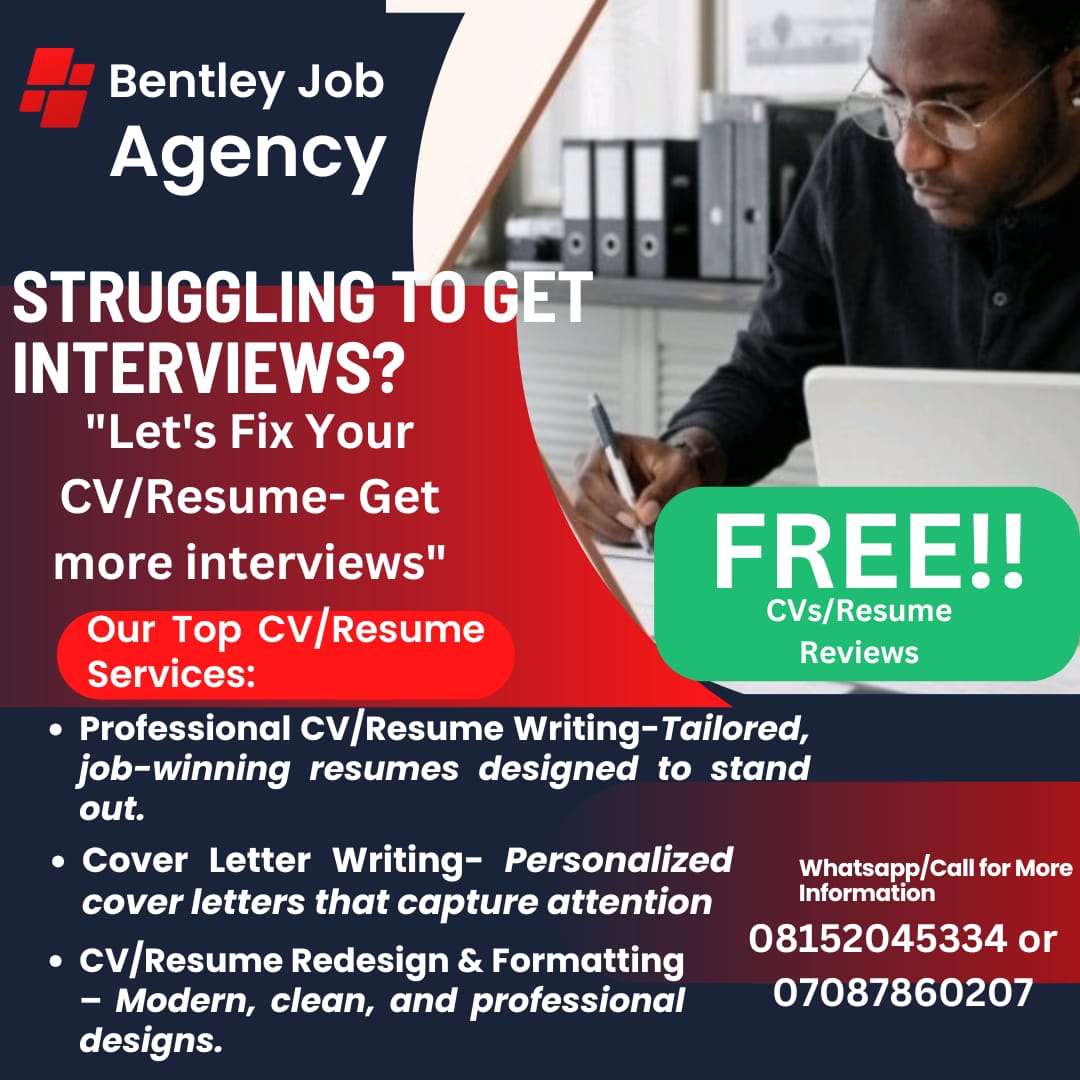 Bentley Job
Agency
STRUGGLING TO GET
INTERVIEWS?
"Let's Fix Your
CV/Resume- Get
more interviews"
FREE!!
CVs/Resume
Reviews
Our Top CV/Resume
Services:
• Professional CV/Resume Writing-Tailored,
job-winning resumes designed to stand
out.
• Cover Letter Writing- Personalized
cover letters that capture attention
• CV/Resume Redesign & Formatting
– Modern, clean, and professional
designs.
Whatsapp/Call for More
Information
08152045334 or
07087860207